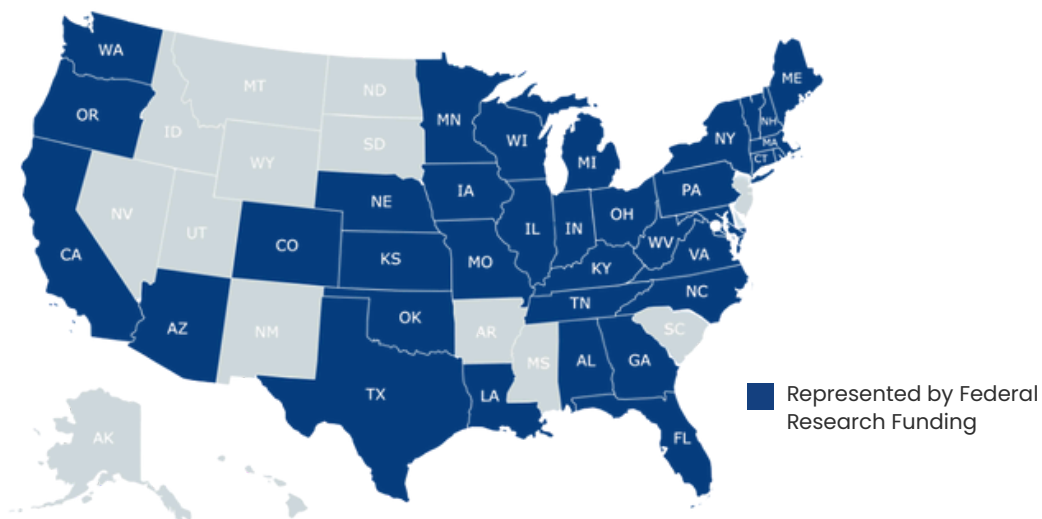 WA
ME
MT
ND
OR
MN
NH
ID
WI
NY
MA
SD
CT
WY
MI
IA
PA
NE
NV
OH
UT
IL
IN
CO
WV
CA
KS
MO
VA
KY
NC
TN
OK
AZ
NM
AR
SC
MS
AL
GA
TX
LA
Represented by Federal
Research Funding
AK
FL